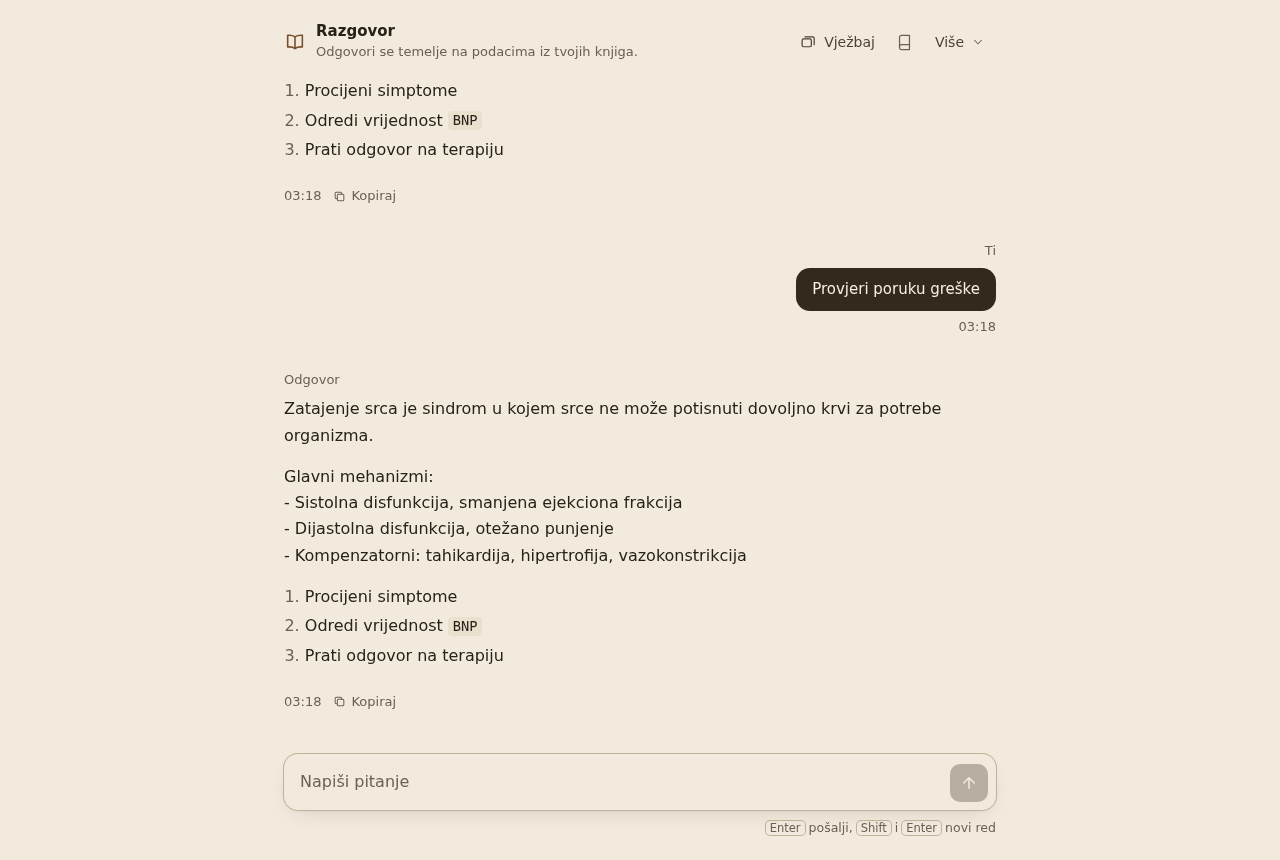 Razgovor
Odgovori se temelje na podacima iz tvojih knjiga.
Vježbaj
Više
1. Procijeni simptome
2. Odredi vrijednost BNP
3. Prati odgovor na terapiju
03:18 Kopiraj
Ti
Provjeri poruku greške
03:18
Odgovor
Zatajenje srca je sindrom u kojem srce ne može potisnuti dovoljno krvi za potrebe
organizma.
Glavni mehanizmi:
- Sistolna disfunkcija, smanjena ejekciona frakcija
- Dijastolna disfunkcija, otežano punjenje
- Kompenzatorni: tahikardija, hipertrofija, vazokonstrikcija
1. Procijeni simptome
2. Odredi vrijednost BNP
3. Prati odgovor na terapiju
03:18 Kopiraj
Napiši pitanje
Enter pošalji, Shift i Enter novi red